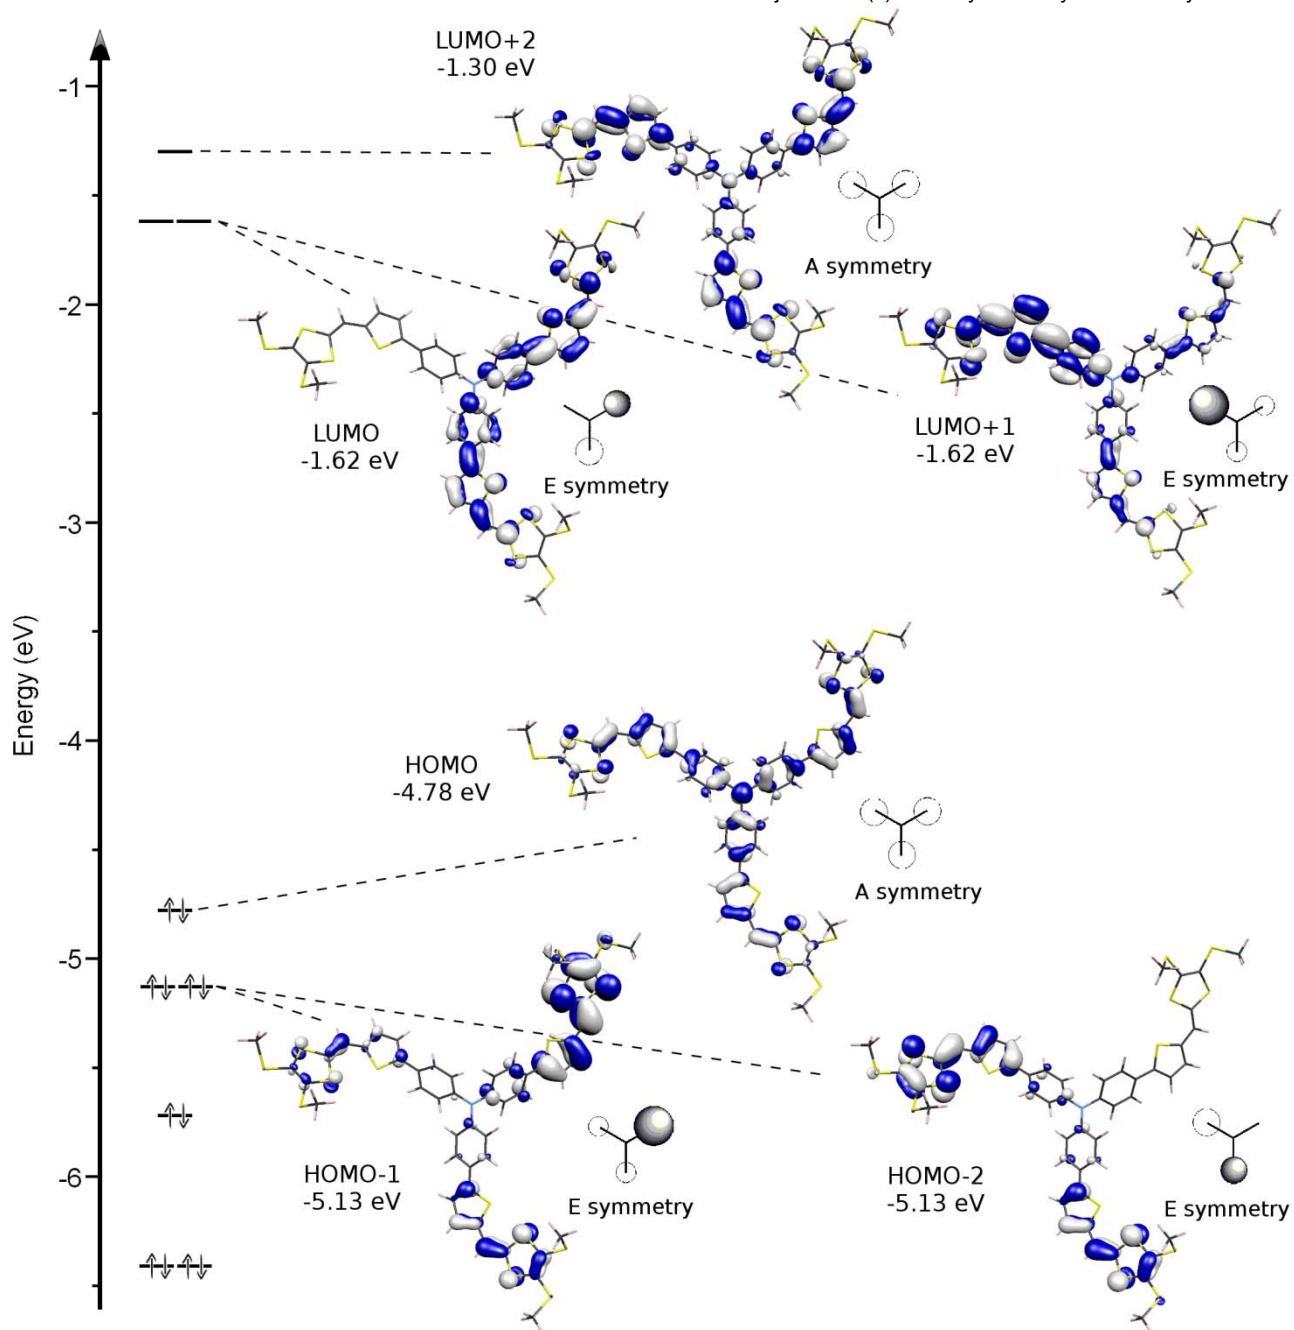 LUMO+2
-1.30 eV
-1
A symmetry
-2
LUMO
-1.62 eV
E symmetry
LUMO+1
-1.62 eV
E symmetry
-3
Energy (eV)
-4
HOMO
-4.78 eV
A symmetry
-5
HOMO-1
-5.13 eV
E symmetry
HOMO-2
-5.13 eV
E symmetry
-6